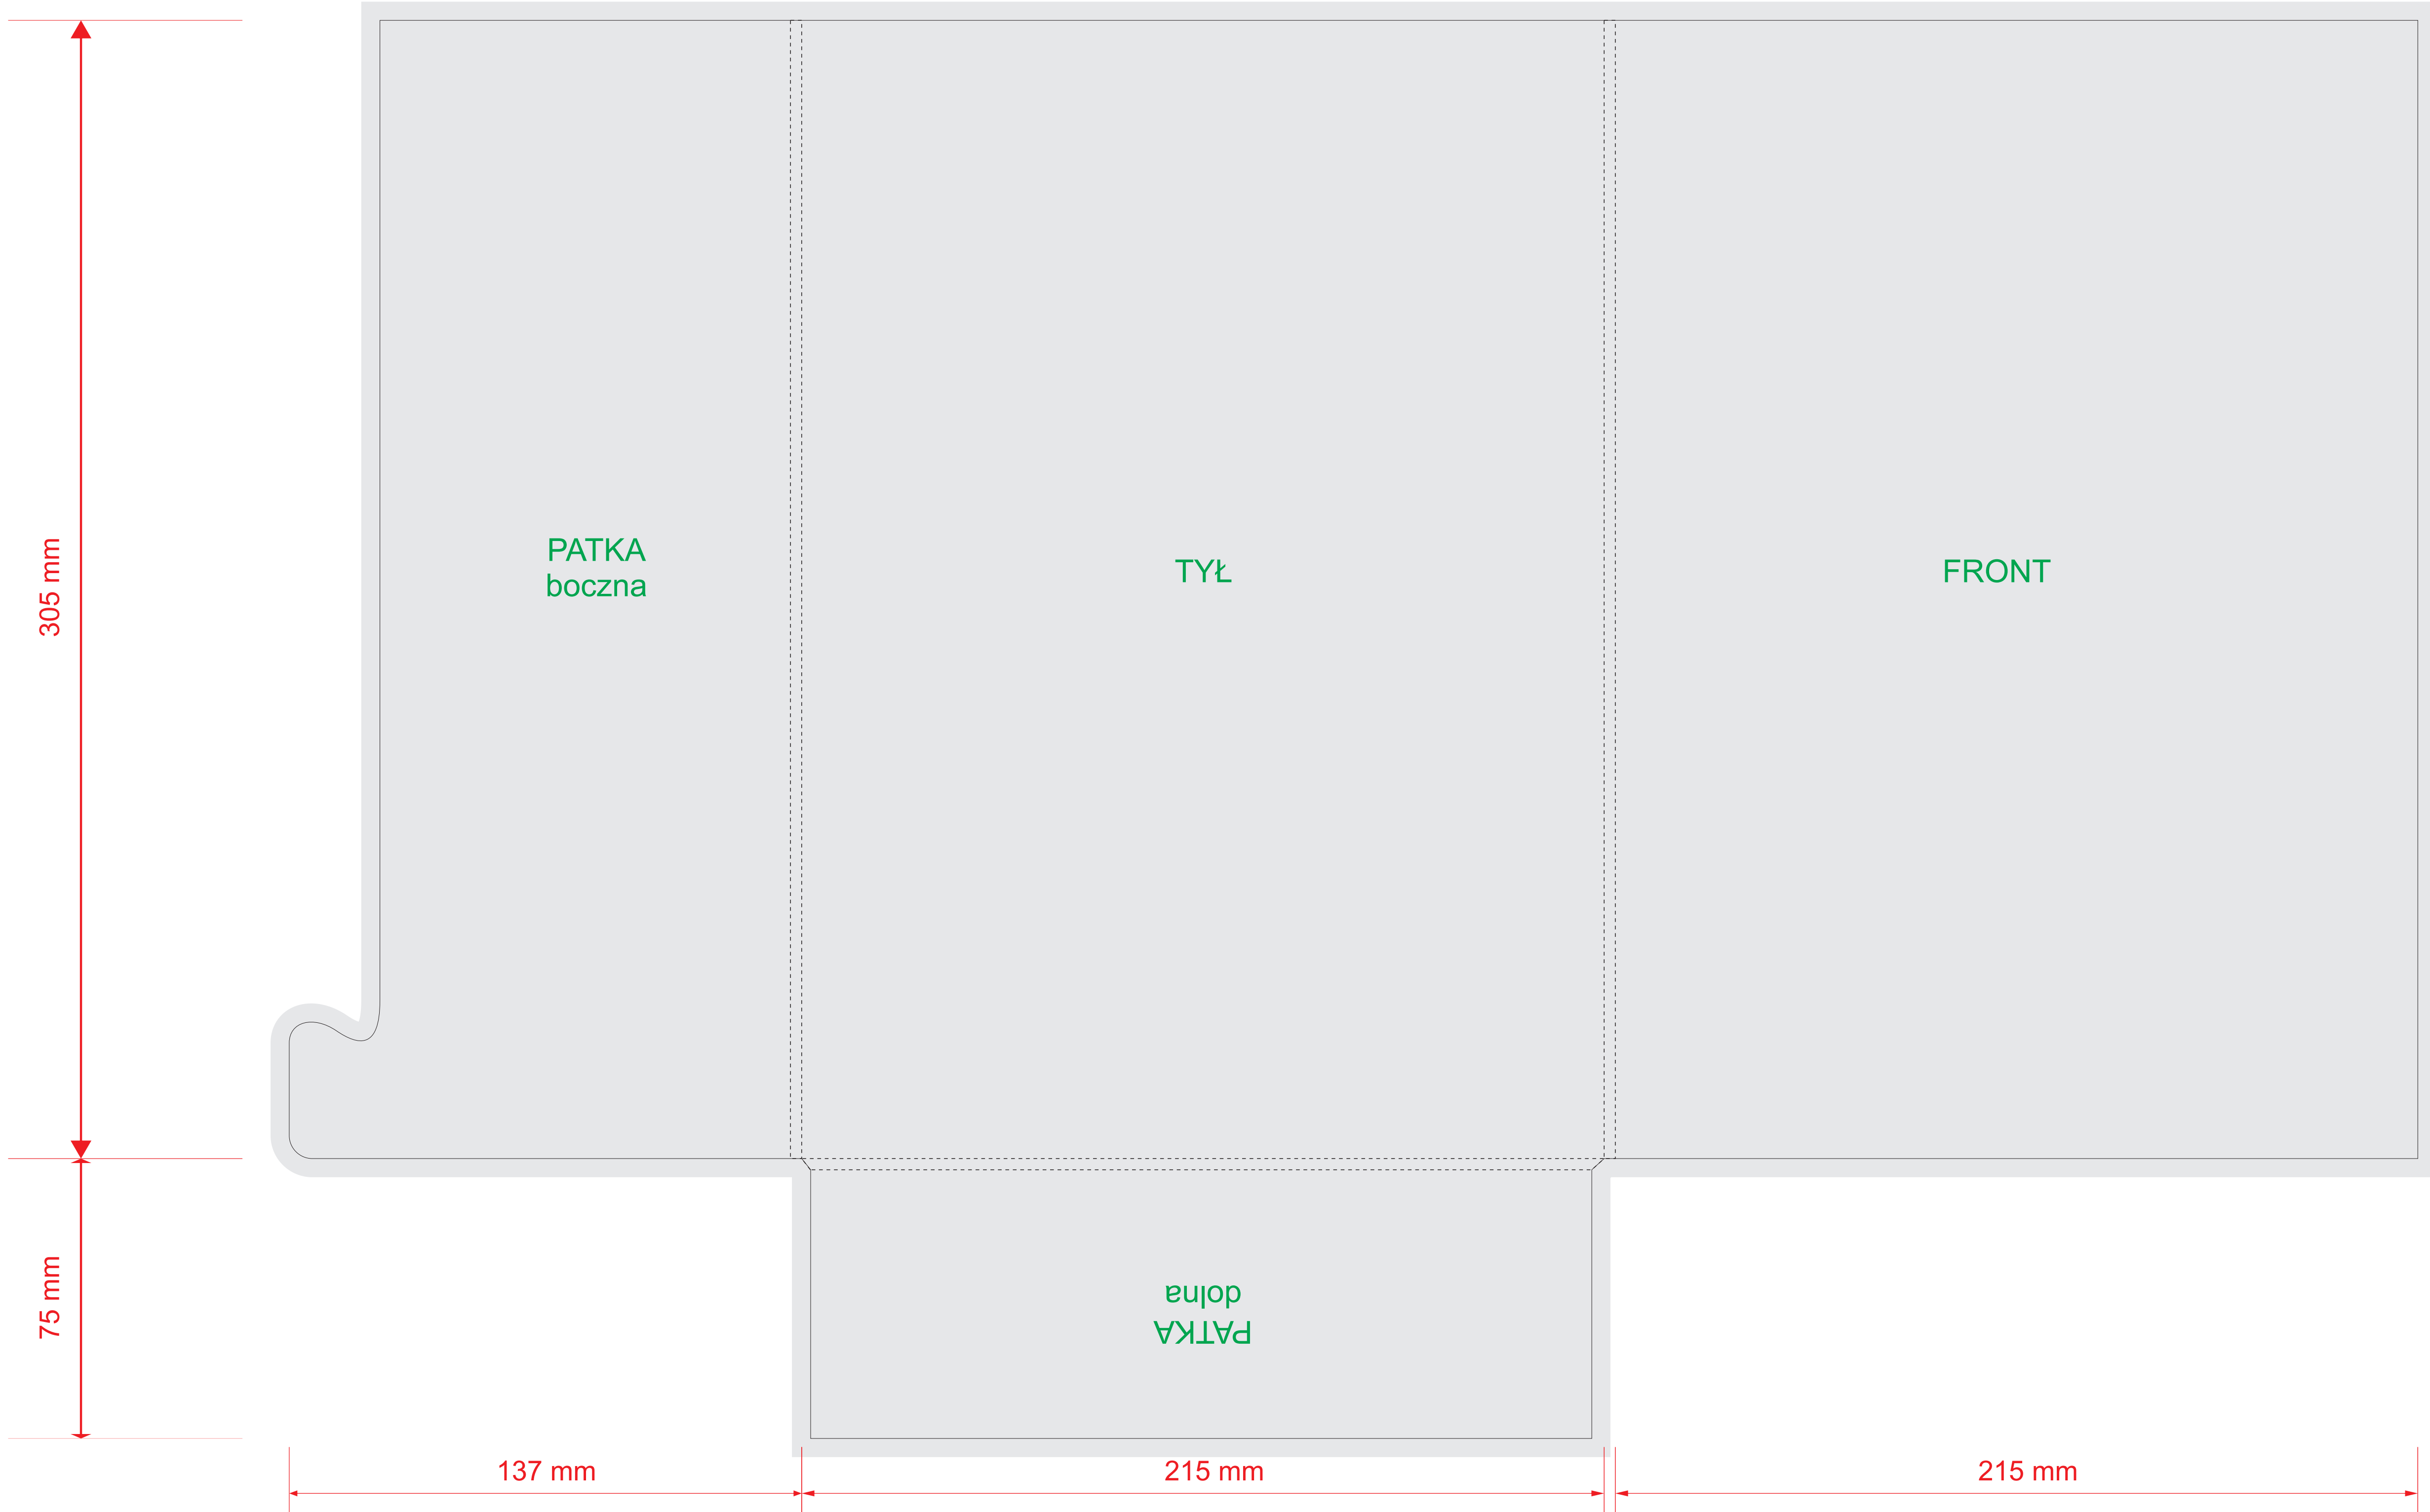 305 mm
PATKA
boczna
TYŁ
FRONT
75 mm
PATKA
dolna
137 mm
215 mm
215 mm